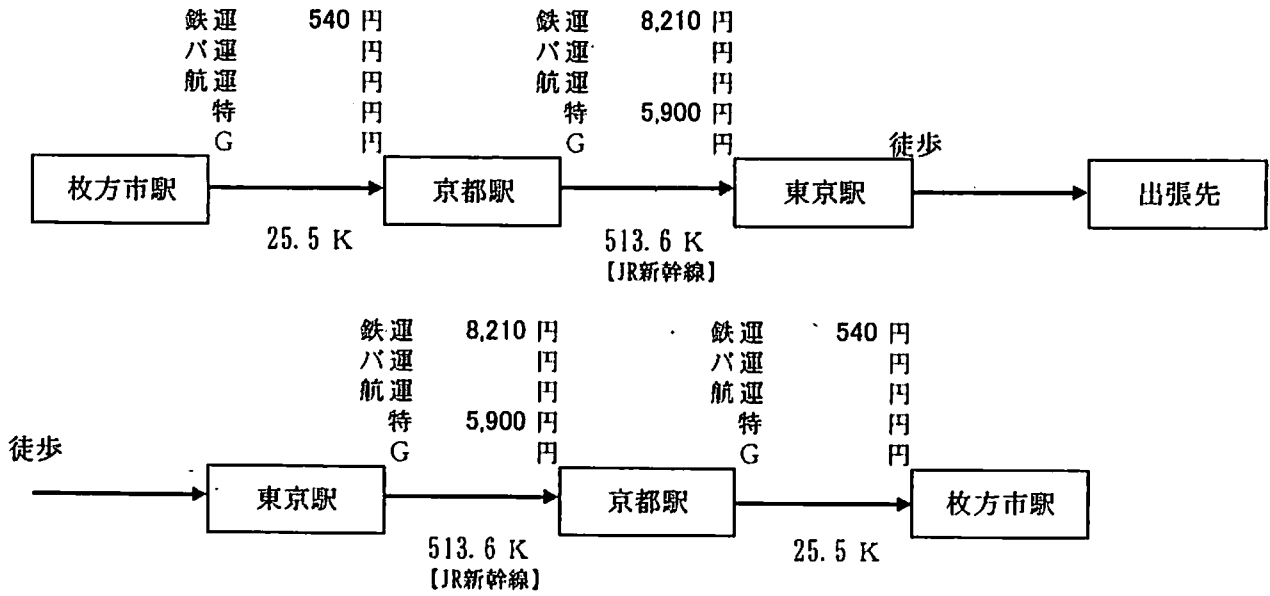 鉄運 540 円 鉄運 8,210 円
バ運 円 バ運 円
航運 円 航運 円
特 円 特 5,900 円
G 円 G 円
徒歩
枚方市駅 京都駅 東京駅 出張先
25.5 K 513.6 K
【JR新幹線】
鉄運 8,210 円 鉄運 540 円
バ運 円 バ運 円
航運 円 航運 円
特 5,900 円 特 円
徒歩 G 円 G 円
東京駅 京都駅 枚方市駅
513.6 K 25.5 K
【JR新幹線】